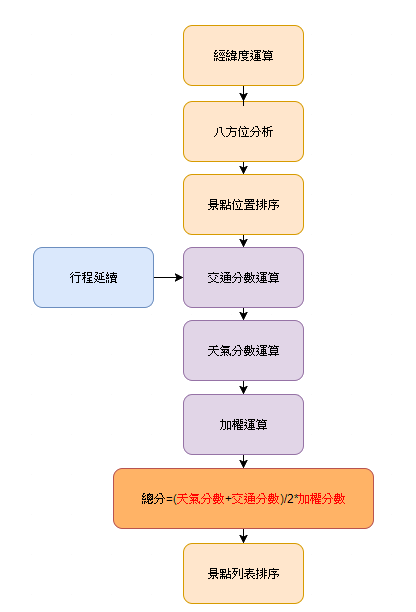 經緯度運算
八方位分析
景點位置排序
行程延續
交通分數運算
天氣分數運算
加權運算
總分=(天氣分數+交通分數)/2*加權分數
景點列表排序